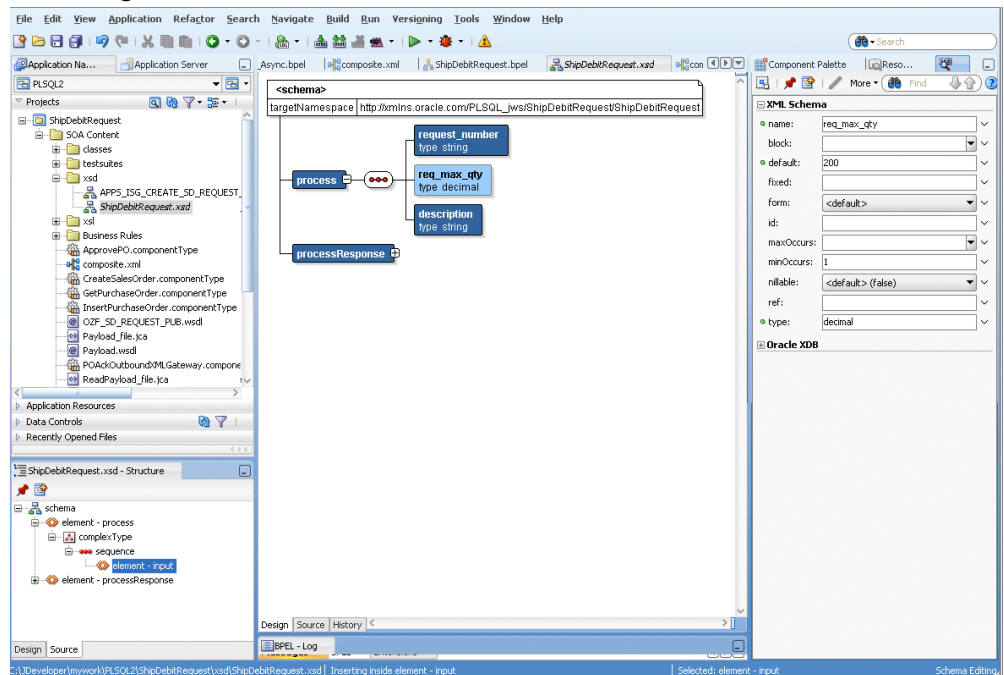 File Edit View Application Refactor Search Navigate Build Run Versioning Tools Window Help
Search
Application Na...
Application Server
_Async.bpel
composite.xml
ShipDebitRequest.bpel
ShipDebitRequest.xsd
con
Component Palette
Reso...
PLSQL2
Projects
ShipDebitRequest
SOA Content
classes
testsuites
xsd
APPS_ISG_CREATE_SD_REQUEST_
ShipDebitRequest.xsd
xsl
Business Rules
ApprovePO.componentType
composite.xml
CreateSalesOrder.componentType
GetPurchaseOrder.componentType
InsertPurchaseOrder.componentType
OZF_SD_REQUEST_PUB.wsdl
Payload_file.jca
Payload.wsdl
POAckOutboundXMLGateway.compone
ReadPayload_file.jca
Application Resources
Data Controls
Recently Opened Files
ShipDebitRequest.xsd - Structure
schema
element - process
complexType
sequence
element - input
element - processResponse
Design Source
<schema>
targetNamespace http://xmlns.oracle.com/PLSQL_jws/ShipDebitRequest/ShipDebitRequest
process
request_number
type string
req_max_qty
type decimal
description
type string
processResponse
Design Source History
BPEL - Log
More
Find
XML Schema
name: req_max_qty
block:
default: 200
fixed:
form: <default>
id:
maxOccurs:
minOccurs: 1
nillable: <default> (false)
ref:
type: decimal
Oracle XDB
C:\JDeveloper\mywork\PLSQL2\ShipDebitRequest\xsd\ShipDebitRequest.xsd Inserting inside element - input Selected: element - input Schema Editing